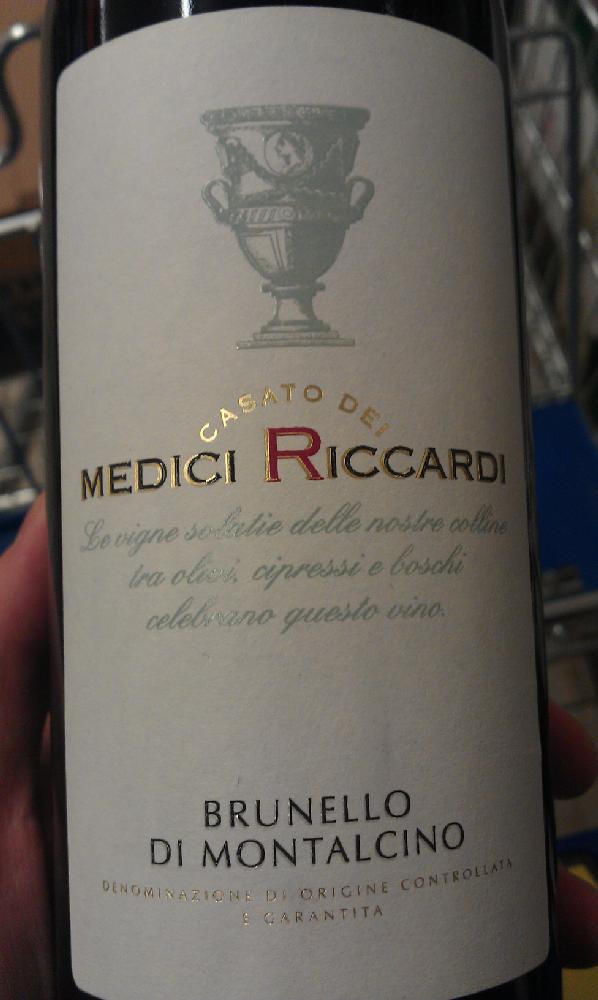 CASATO DEI
MEDICI RICCARDI
Le vigne solatie delle nostre colline
tra olivi, cipressi e boschi
celebrano questo vino.
BRUNELLO
DI MONTALCINO
DENOMINAZIONE DI ORIGINE CONTROLLATA
E GARANTITA